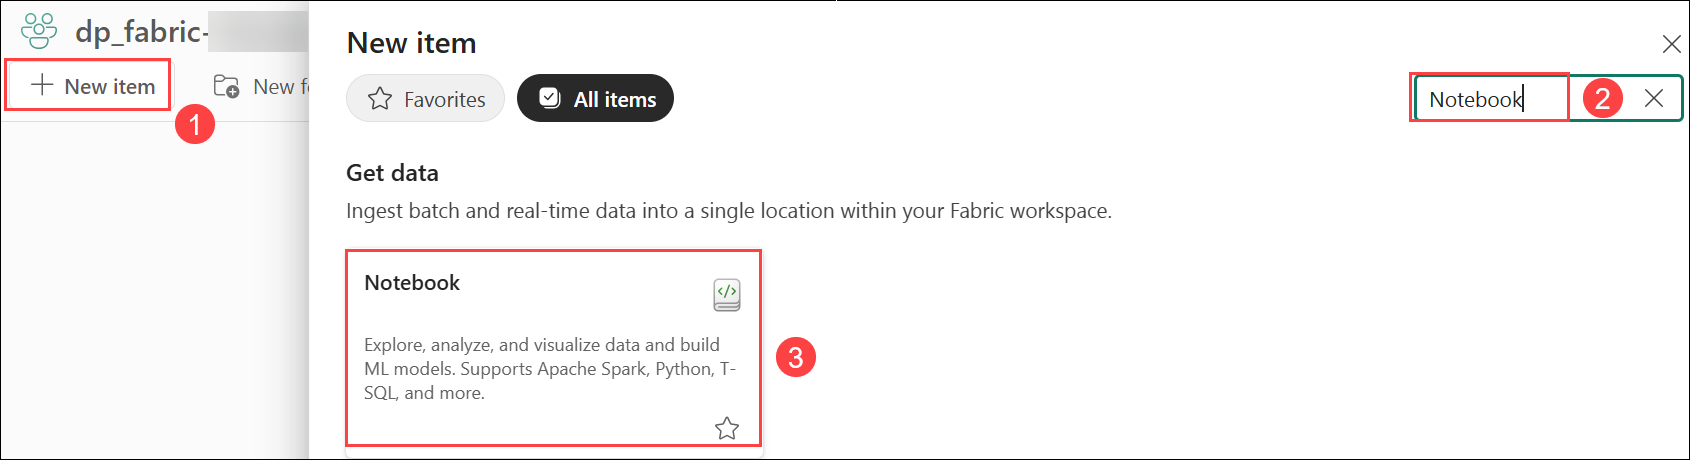 dp_fabric-
New item
New f
1
New item
Favorites
All items
Notebook
2
Get data
Ingest batch and real-time data into a single location within your Fabric workspace.
Notebook
Explore, analyze, and visualize data and build
ML models. Supports Apache Spark, Python, T-
SQL, and more.
3